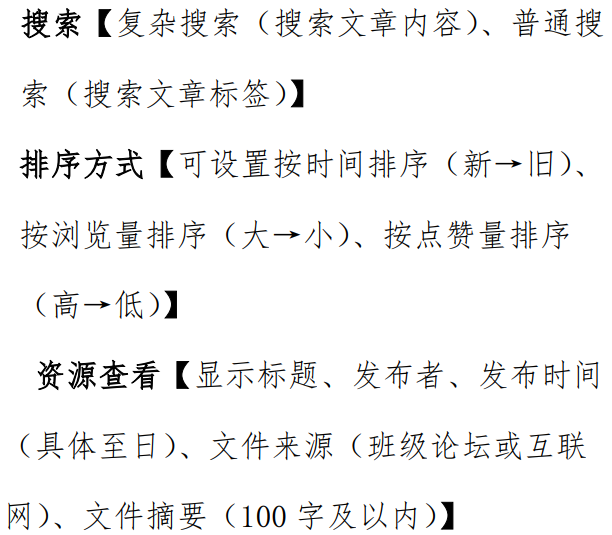 搜索【复杂搜索（搜索文章内容）、普通搜
索（搜索文章标签）】
排序方式【可设置按时间排序（新→旧）、
按浏览量排序（大→小）、按点赞量排序
（高→低）】
资源查看【显示标题、发布者、发布时间
（具体至日）、文件来源（班级论坛或互联
网）、文件摘要（100 字及以内）】